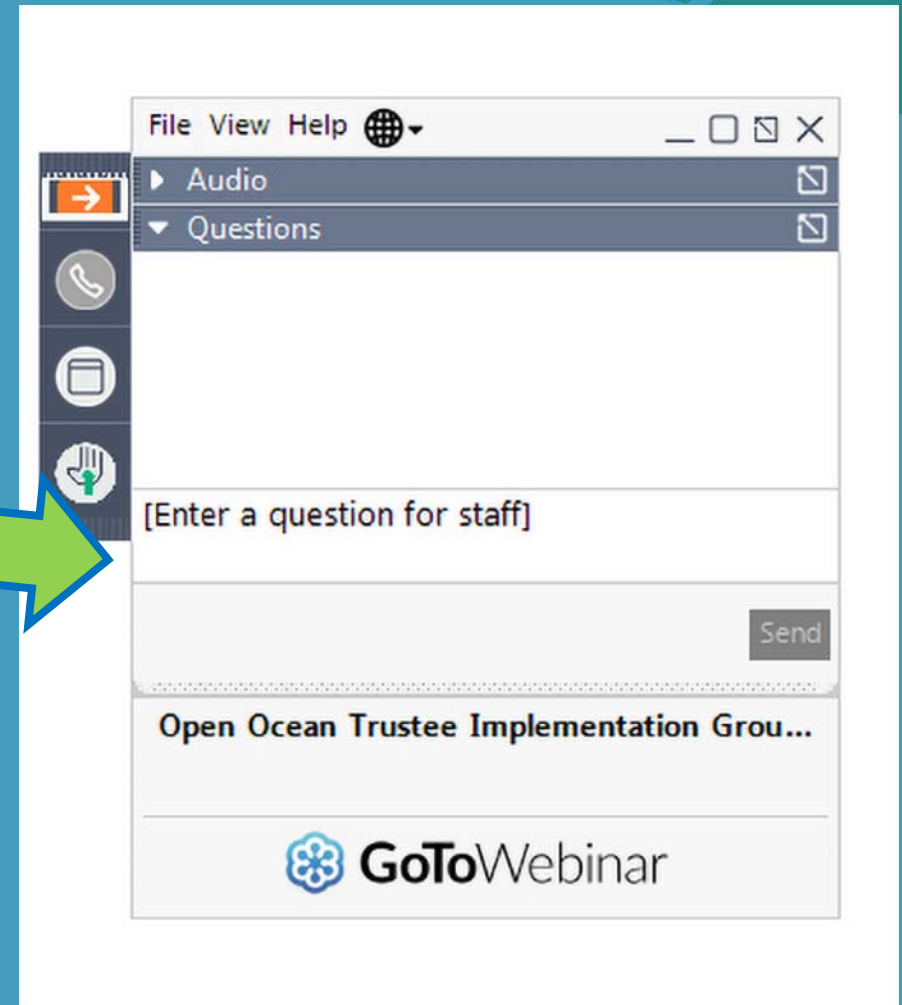 File View Help
Audio
Questions
[Enter a question for staff]
Send
Open Ocean Trustee Implementation Grou...
GoToWebinar